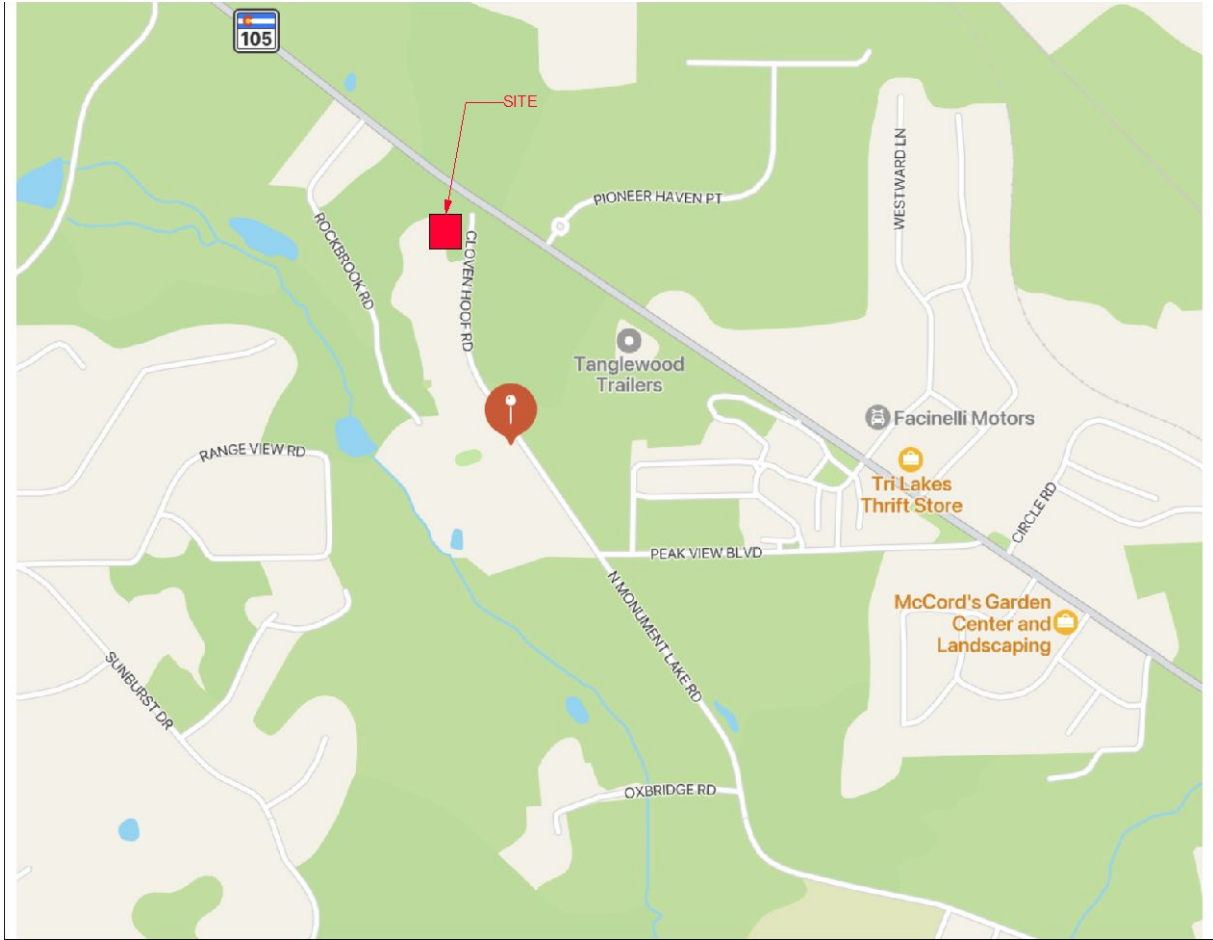 105
SITE
WESTWARD LN
PIONEER HAVEN PT
ROCKBROOK RD
CLOVEN HOOF RD
Tanglewood
Trailers
Facinelli Motors
RANGE VIEW RD
Tri Lakes
Thrift Store
CIRCLE RD
PEAK VIEW BLVD
McCord's Garden
Center and
Landscaping
N MONUMENT LAKE RD
SUNBURST DR
OXBRIDGE RD